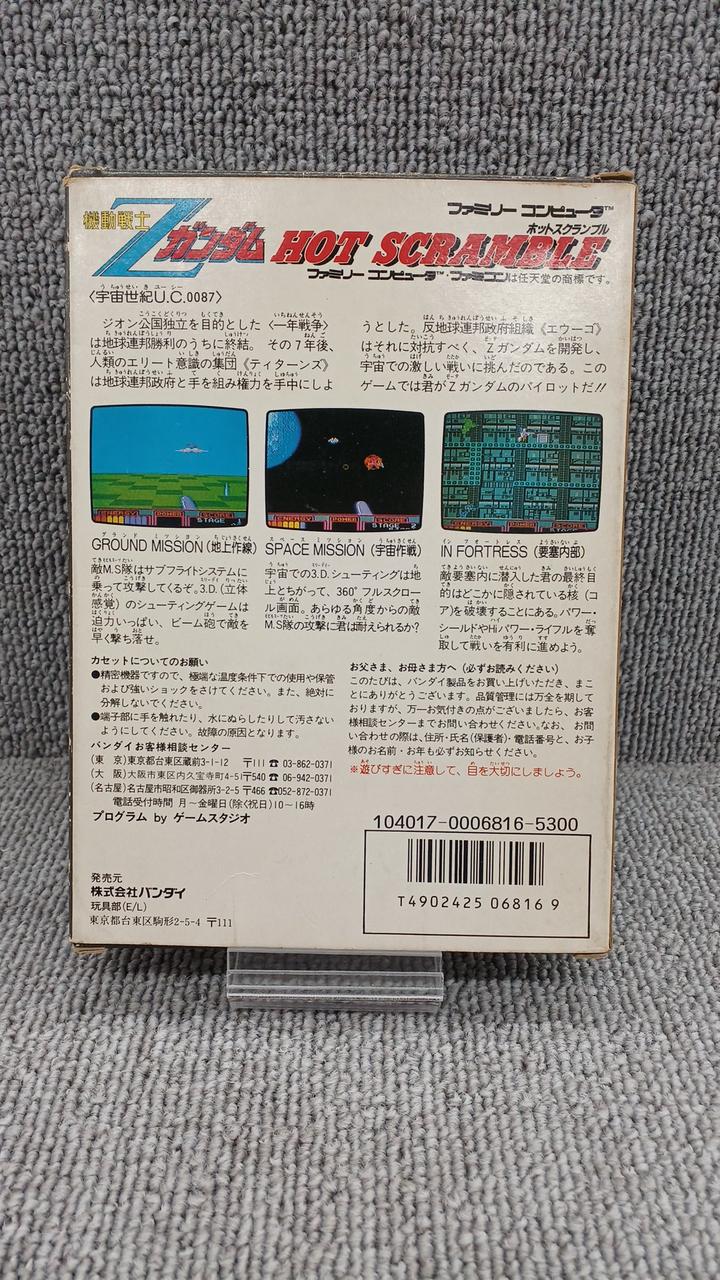 機動戦士
Z
ガンダム HOT SCRAMBLE
ファミリー コンピュータ™
ホットスクランブル
ファミリー コンピュータ™・ファミコンは任天堂の商標です。
〈宇宙世紀U.C.0087〉
ジオン公国独立を目的とした〈一年戦争〉
は地球連邦勝利のうちに終結。その7年後、
人類のエリート意識の集団《ティターンズ》
は地球連邦政府と手を組み権力を手中にしよ
うとした。反地球連邦政府組織《エウーゴ》
はそれに対抗すべく、Zガンダムを開発し、
宇宙での激しい戦いに挑んだのである。この
ゲームでは君がZガンダムのパイロットだ!!
ENERGY POWER SCORE
STAGE
ENERGY POWER SCORE
STAGE 2
ENERGY POWER SCORE
GROUND MISSION (地上作線)
敵M.S隊はサブフライトシステムに
乗って攻撃してくるぞ。3.D.(立体
感覚)のシューティングゲームは
迫力いっぱい、ビーム砲で敵を
早く撃ち落せ。
SPACE MISSION (宇宙作戦)
宇宙での3.D.シューティングは地
上とちがって、360°フルスクロー
ル画面。あらゆる角度からの敵
M.S隊の攻撃に君は耐えられるか?
IN FORTRESS (要塞内部)
敵要塞内に潜入した君の最終目
的はどこかに隠されている核(コ
ア)を破壊することにある。パワー・
シールドやHiパワー・ライフルを奪
取して戦いを有利に進めよう。
カセットについてのお願い
●精密機器ですので、極端な温度条件下での使用や保管
および強いショックをさけてください。また、絶対に
分解しないでください。
●端子部に手を触れたり、水にぬらしたりして汚さない
ようにしてください。故障の原因となります。
バンダイお客様相談センター
(東 京)東京都台東区蔵前3-1-12 〒111 ☎ 03-862-0371
(大 阪)大阪市東区内久宝寺町4-51〒540 ☎ 06-942-0371
(名古屋)名古屋市昭和区御器所3-2-5 〒466 ☎052-872-0371
電話受付時間 月〜金曜日(除く祝日)10〜16時
プログラム by ゲームスタジオ
お父さま、お母さま方へ (必ずお読みください)
このたびは、バンダイ製品をお買い上げいただき、まこ
とにありがとうございます。品質管理には万全を期して
おりますが、万一お気付きの点がございましたら、お客
様相談センターまでお問い合わせください。なお、お問
い合わせの際は、住所・氏名(保護者)・電話番号と、お子
様のお名前・お年も必ずお知らせください。
※遊びすぎに注意して、目を大切にしましょう。
104017-0006816-5300
T4902425 06816 9
発売元
株式会社バンダイ
玩具部(E/L)
東京都台東区駒形2-5-4 〒111